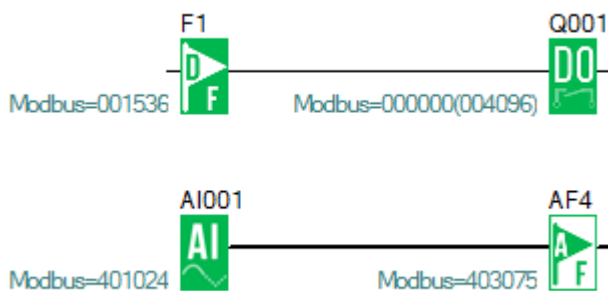 F1
Q001
D
F
DO
Modbus=001536
Modbus=000000(004096)
AI001
AF4
AI
A
F
Modbus=401024
Modbus=403075